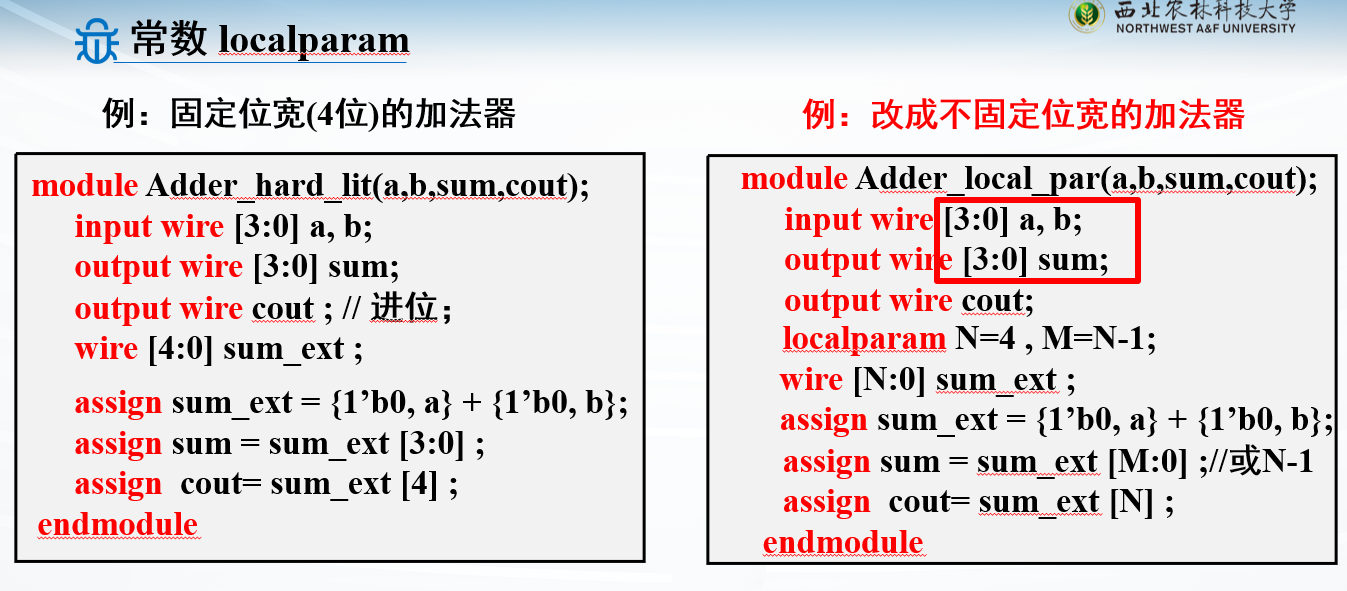 常数 localparam
西北农林科技大学
NORTHWEST A&F UNIVERSITY
例：固定位宽(4位)的加法器
module Adder_hard_lit(a,b,sum,cout);
input wire [3:0] a, b;
output wire [3:0] sum;
output wire cout ; // 进位；
wire [4:0] sum_ext ;
assign sum_ext = {1’b0, a} + {1’b0, b};
assign sum = sum_ext [3:0] ;
assign cout= sum_ext [4] ;
endmodule
例：改成不固定位宽的加法器
module Adder_local_par(a,b,sum,cout);
input wire [3:0] a, b;
output wire [3:0] sum;
output wire cout;
localparam N=4 , M=N-1;
wire [N:0] sum_ext ;
assign sum_ext = {1’b0, a} + {1’b0, b};
assign sum = sum_ext [M:0] ;//或N-1
assign cout= sum_ext [N] ;
endmodule